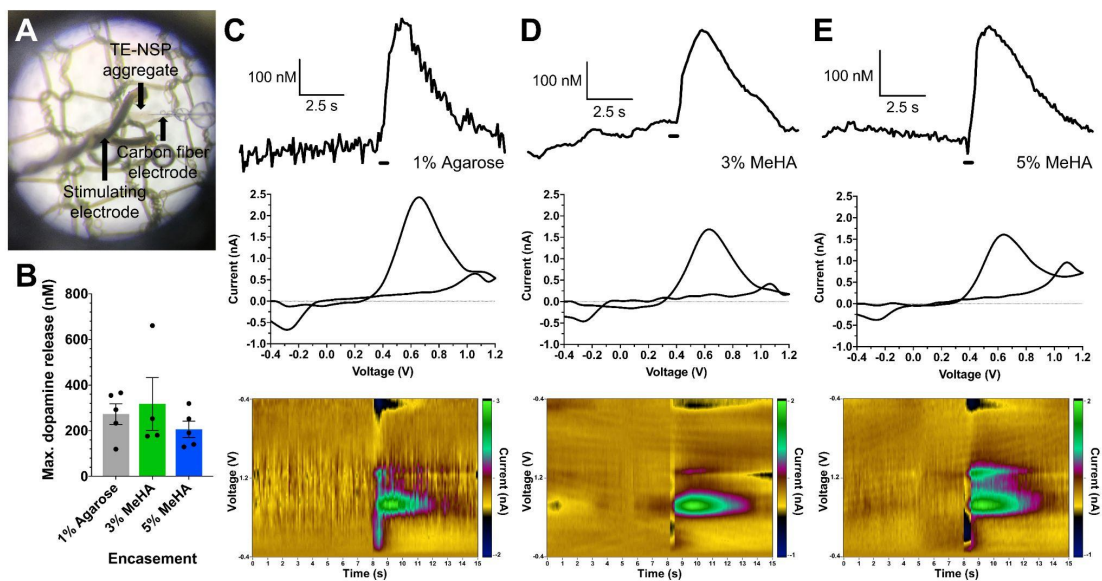 A
TE-NSP
aggregate
Carbon fiber
electrode
Stimulating
electrode
B
Max. dopamine release (nM)
800
600
400
200
0
1% Agarose
3% MeHA
5% MeHA
Encasement
C
100 nM
2.5 s
1% Agarose
Current (nA)
2.5
2.0
1.5
1.0
0.5
0.0
-0.5
-1.0
-0.4 -0.2 0.0 0.2 0.4 0.6 0.8 1.0 1.2
Voltage (V)
Voltage (V)
-0.4
1.2
-0.4
0 1 2 3 4 5 6 7 8 9 10 11 12 13 14 15
Time (s)
3
Current (nA)
-2
D
100 nM
2.5 s
3% MeHA
Current (nA)
2.5
2.0
1.5
1.0
0.5
0.0
-0.5
-1.0
-0.4 -0.2 0.0 0.2 0.4 0.6 0.8 1.0 1.2
Voltage (V)
Voltage (V)
-0.4
1.2
-0.4
0 1 2 3 4 5 6 7 8 9 10 11 12 13 14 15
Time (s)
2
Current (nA)
-1
E
100 nM
2.5 s
5% MeHA
Current (nA)
2.5
2.0
1.5
1.0
0.5
0.0
-0.5
-1.0
-0.4 -0.2 0.0 0.2 0.4 0.6 0.8 1.0 1.2
Voltage (V)
Voltage (V)
-0.4
1.2
-0.4
0 1 2 3 4 5 6 7 8 9 10 11 12 13 14 15
Time (s)
2
Current (nA)
-1